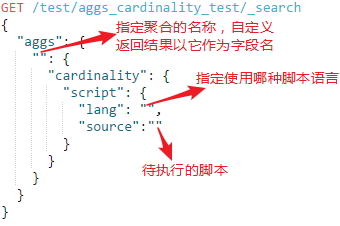 GET /test/aggs_cardinality_test/_search
{
"aggs": {
"": {
"cardinality": {
"script": {
"lang": "",
"source":""
}
}
}
}
}
指定聚合的名称，自定义
返回结果以它作为字段名
指定使用哪种脚本语言
待执行的脚本